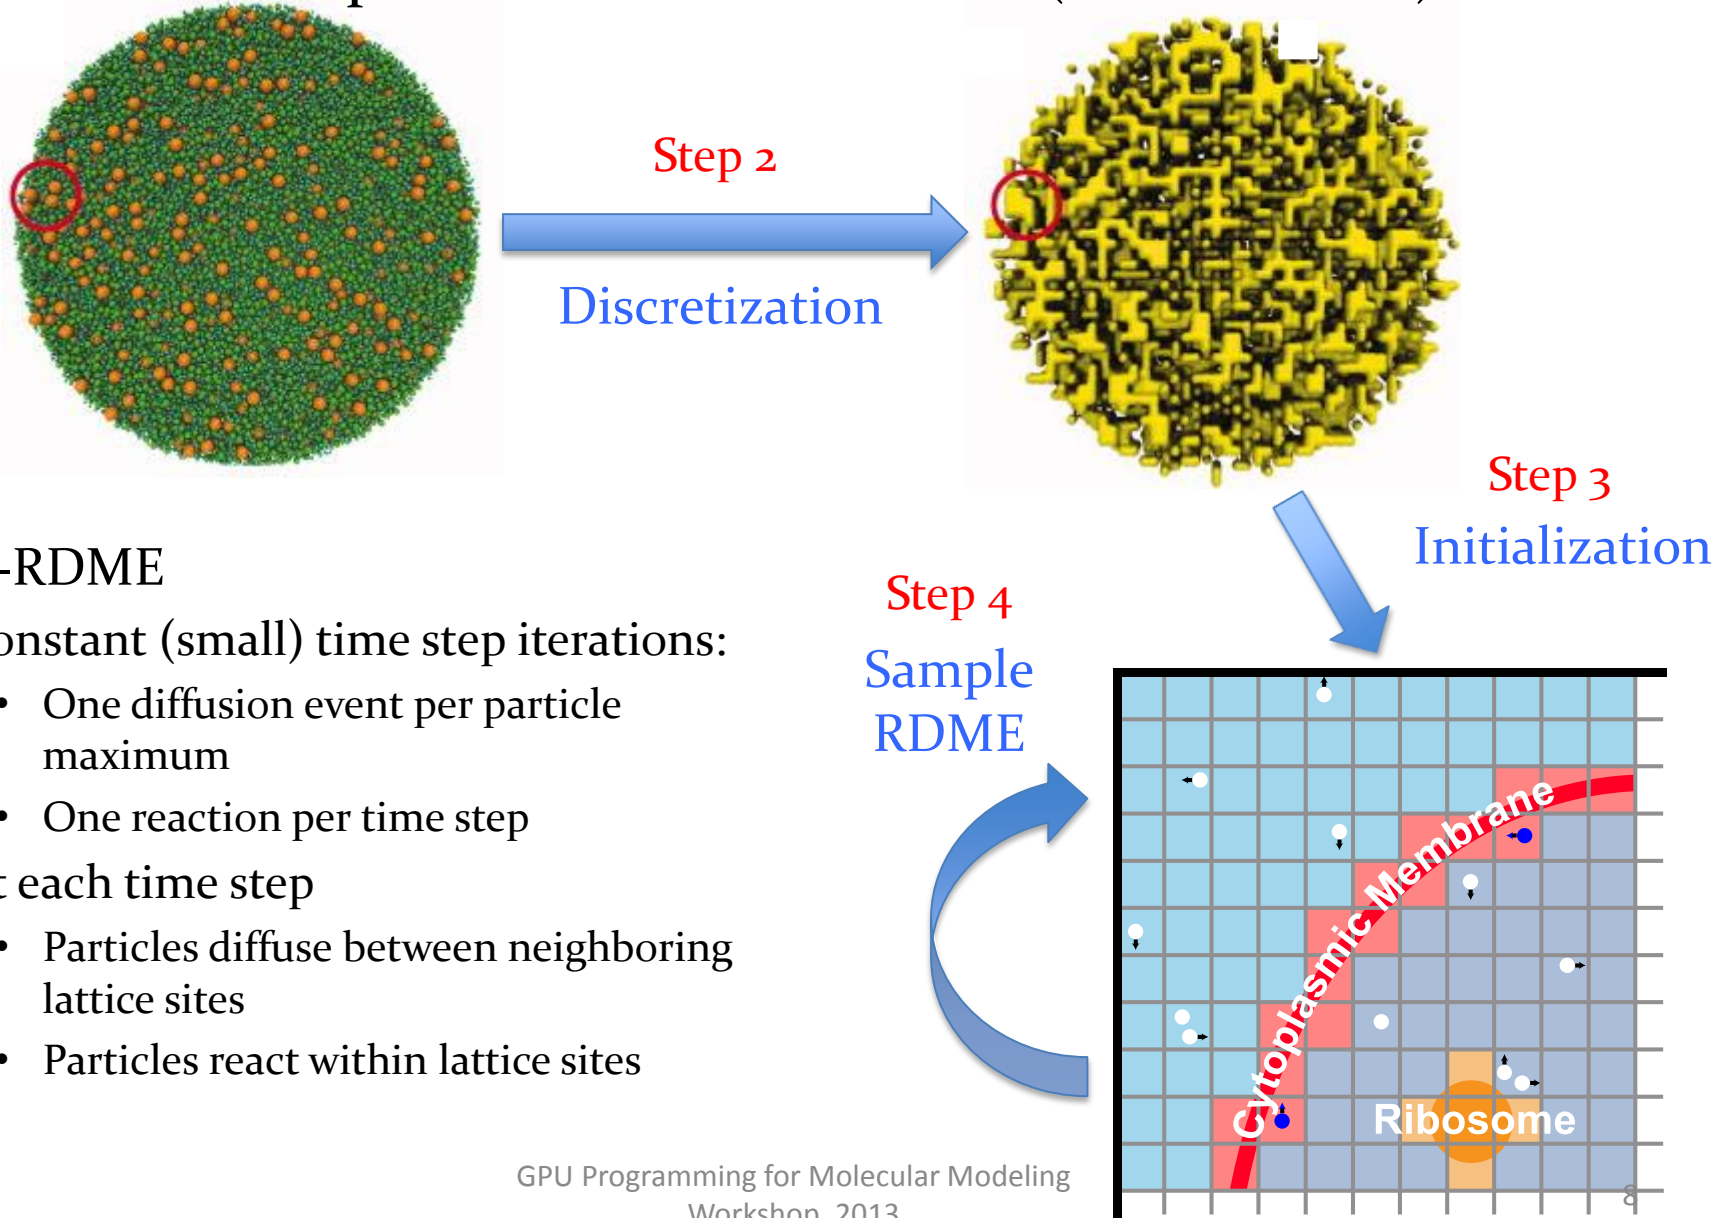 Step 2
Discretization
Step 3
Initialization
-RDME
onstant (small) time step iterations:
• One diffusion event per particle
maximum
• One reaction per time step
t each time step
• Particles diffuse between neighboring
lattice sites
• Particles react within lattice sites
Step 4
Sample
RDME
Cytoplasmic Membrane
Ribosome
GPU Programming for Molecular Modeling
Workshop, 2013
8